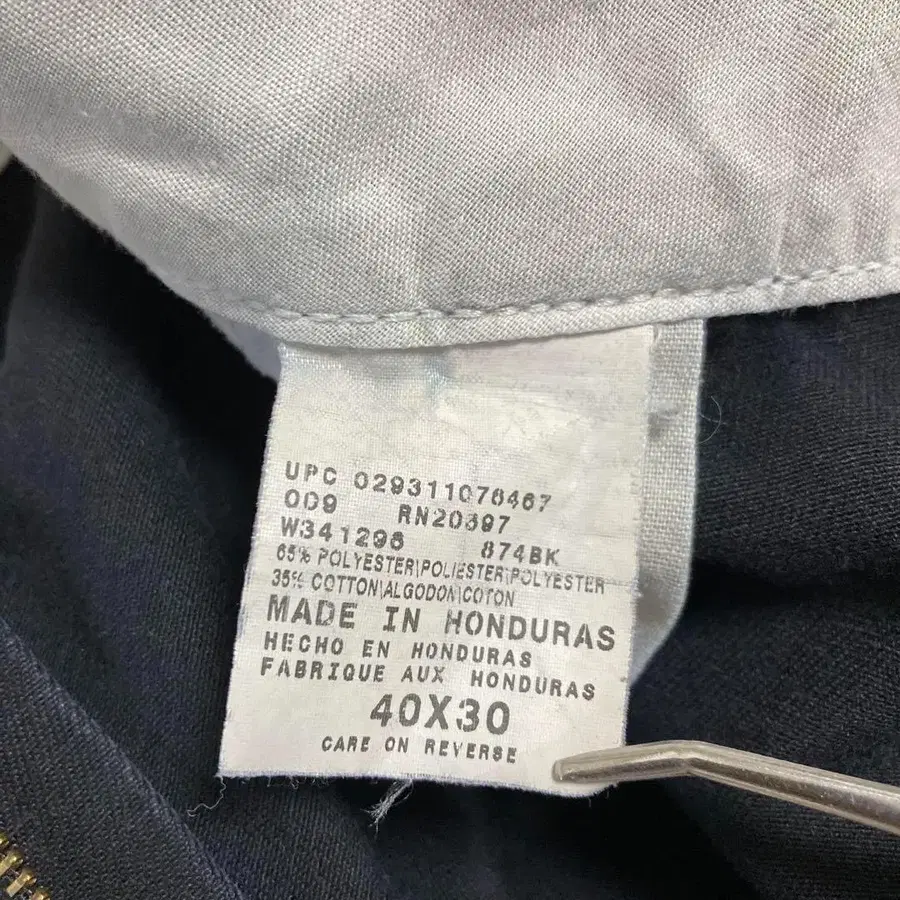 UPC 029311076467
009 RN20697
W341296 874BK
65% POLYESTER\POLIESTER\POLYESTER
35% COTTON\ALGODON\COTON
MADE IN HONDURAS
HECHO EN HONDURAS
FABRIQUE AUX HONDURAS
40X30
CARE ON REVERSE